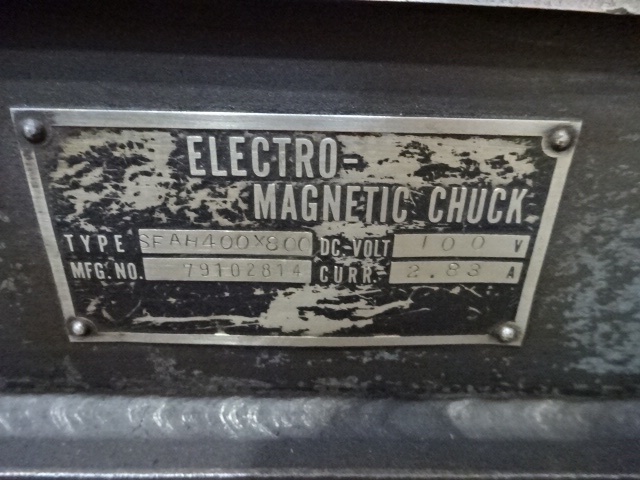 ELECTRO-
MAGNETIC CHUCK
TYPE SFAH400X800 DC-VOLT 100 V
MFG. NO. 79102814 CURR. 2.83 A